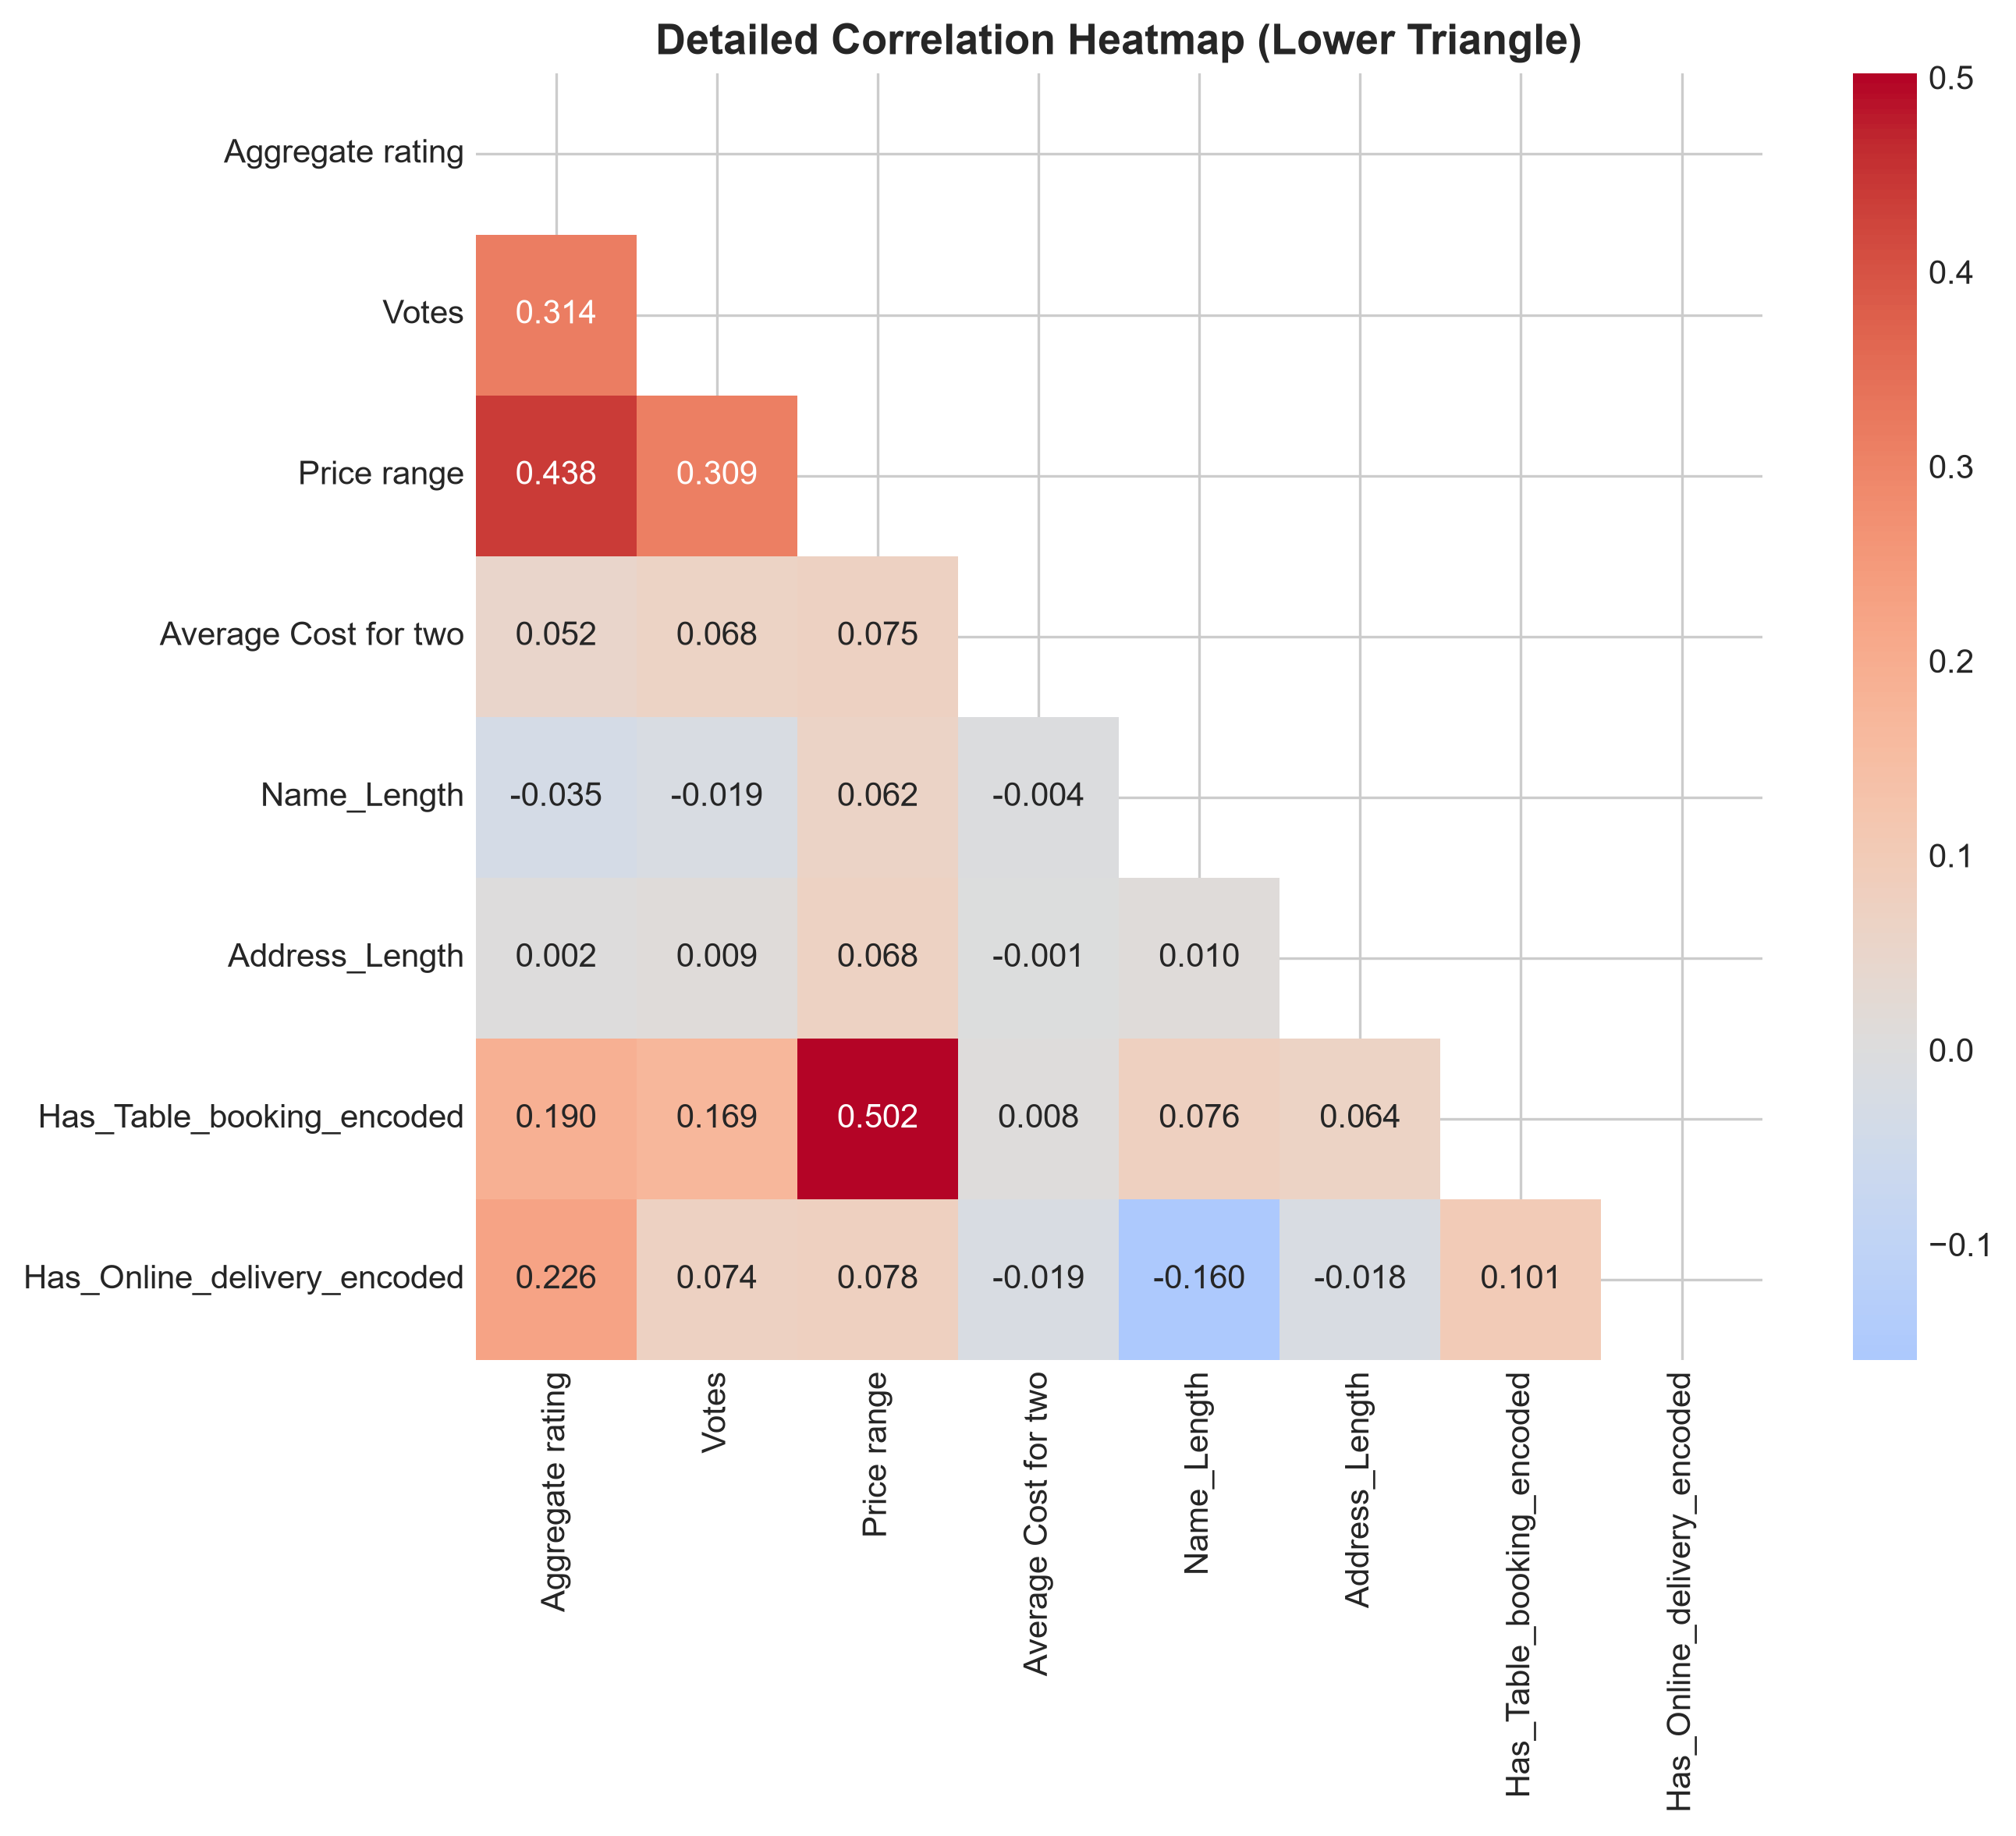 Detailed Correlation Heatmap (Lower Triangle)
Aggregate rating
Votes 0.314
Price range 0.438 0.309
Average Cost for two 0.052 0.068 0.075
Name_Length -0.035 -0.019 0.062 -0.004
Address_Length 0.002 0.009 0.068 -0.001 0.010
Has_Table_booking_encoded 0.190 0.169 0.502 0.008 0.076 0.064
Has_Online_delivery_encoded 0.226 0.074 0.078 -0.019 -0.160 -0.018 0.101
Aggregate rating
Votes
Price range
Average Cost for two
Name_Length
Address_Length
Has_Table_booking_encoded
Has_Online_delivery_encoded
0.5
0.4
0.3
0.2
0.1
0.0
−0.1